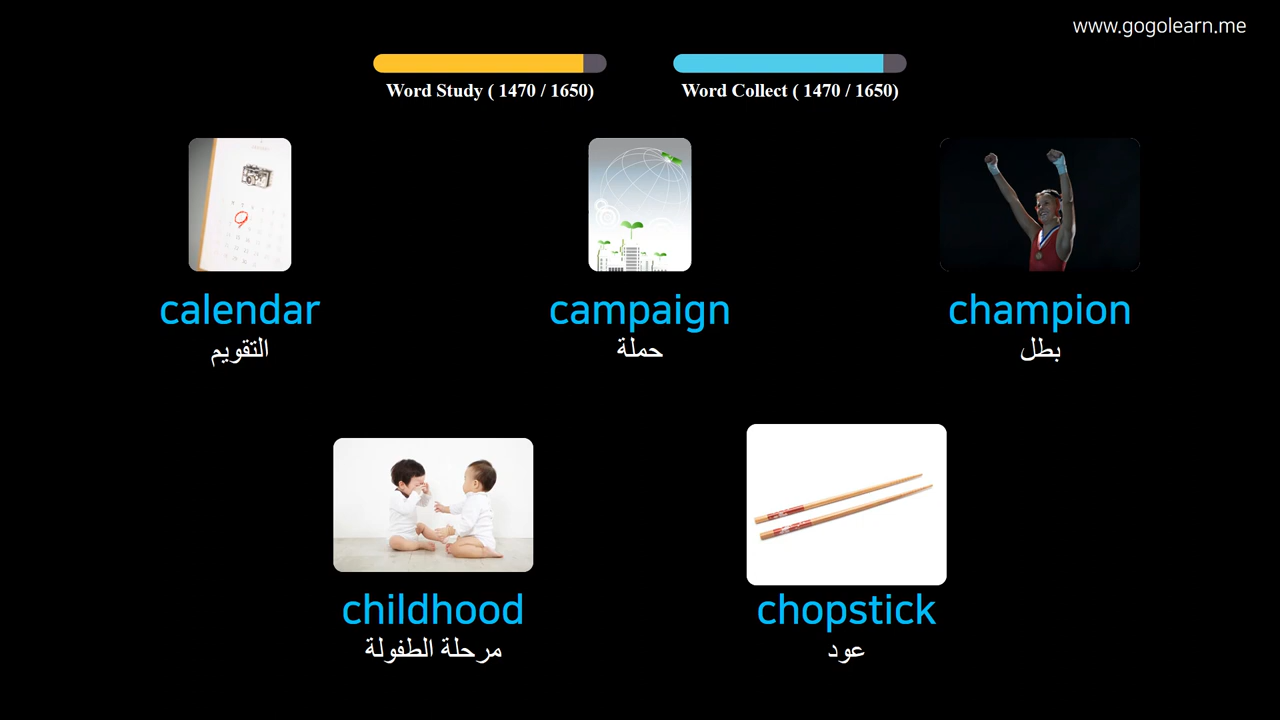 www.gogolearn.me
Word Study ( 1470 / 1650)
Word Collect ( 1470 / 1650)
calendar
التقويم
campaign
حملة
champion
بطل
childhood
مرحلة الطفولة
chopstick
عود